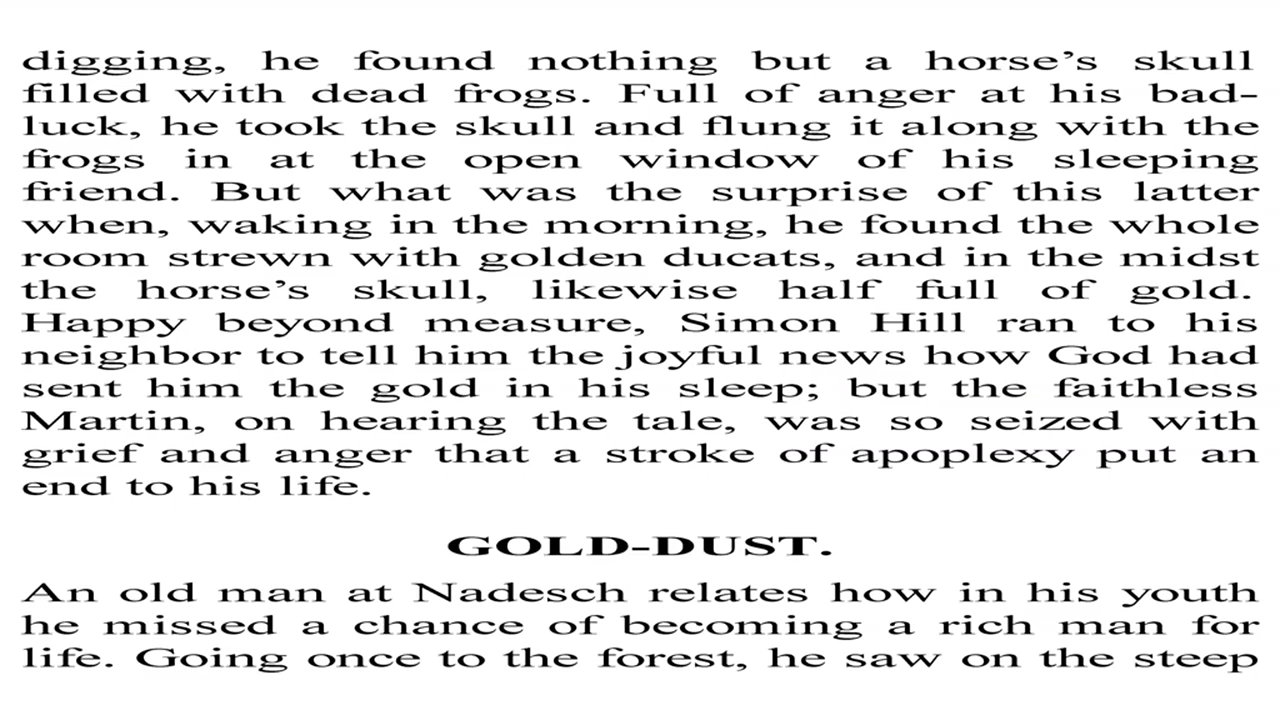 digging, he found nothing but a horse’s skull
filled with dead frogs. Full of anger at his bad-
luck, he took the skull and flung it along with the
frogs in at the open window of his sleeping
friend. But what was the surprise of this latter
when, waking in the morning, he found the whole
room strewn with golden ducats, and in the midst
the horse’s skull, likewise half full of gold.
Happy beyond measure, Simon Hill ran to his
neighbor to tell him the joyful news how God had
sent him the gold in his sleep; but the faithless
Martin, on hearing the tale, was so seized with
grief and anger that a stroke of apoplexy put an
end to his life.
GOLD-DUST.
An old man at Nadesch relates how in his youth
he missed a chance of becoming a rich man for
life. Going once to the forest, he saw on the steep